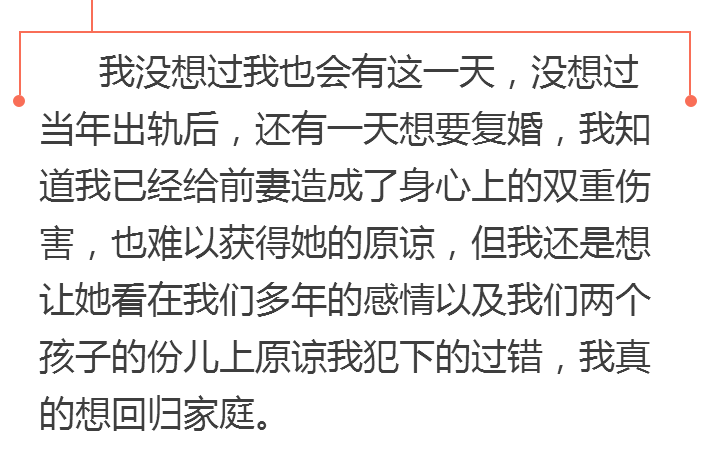 我没想过我也会有这一天，没想过
当年出轨后，还有一天想要复婚，我知
道我已经给前妻造成了身心上的双重伤
害，也难以获得她的原谅，但我还是想
让她看在我们多年的感情以及我们两个
孩子的份儿上原谅我犯下的过错，我真
的想回归家庭。